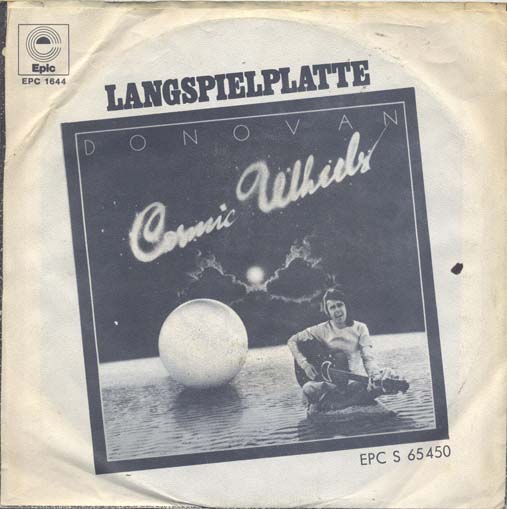 Epic
EPC 1644
LANGSPIELPLATTE
DONOVAN
Cosmic Wheels
EPC S 65450